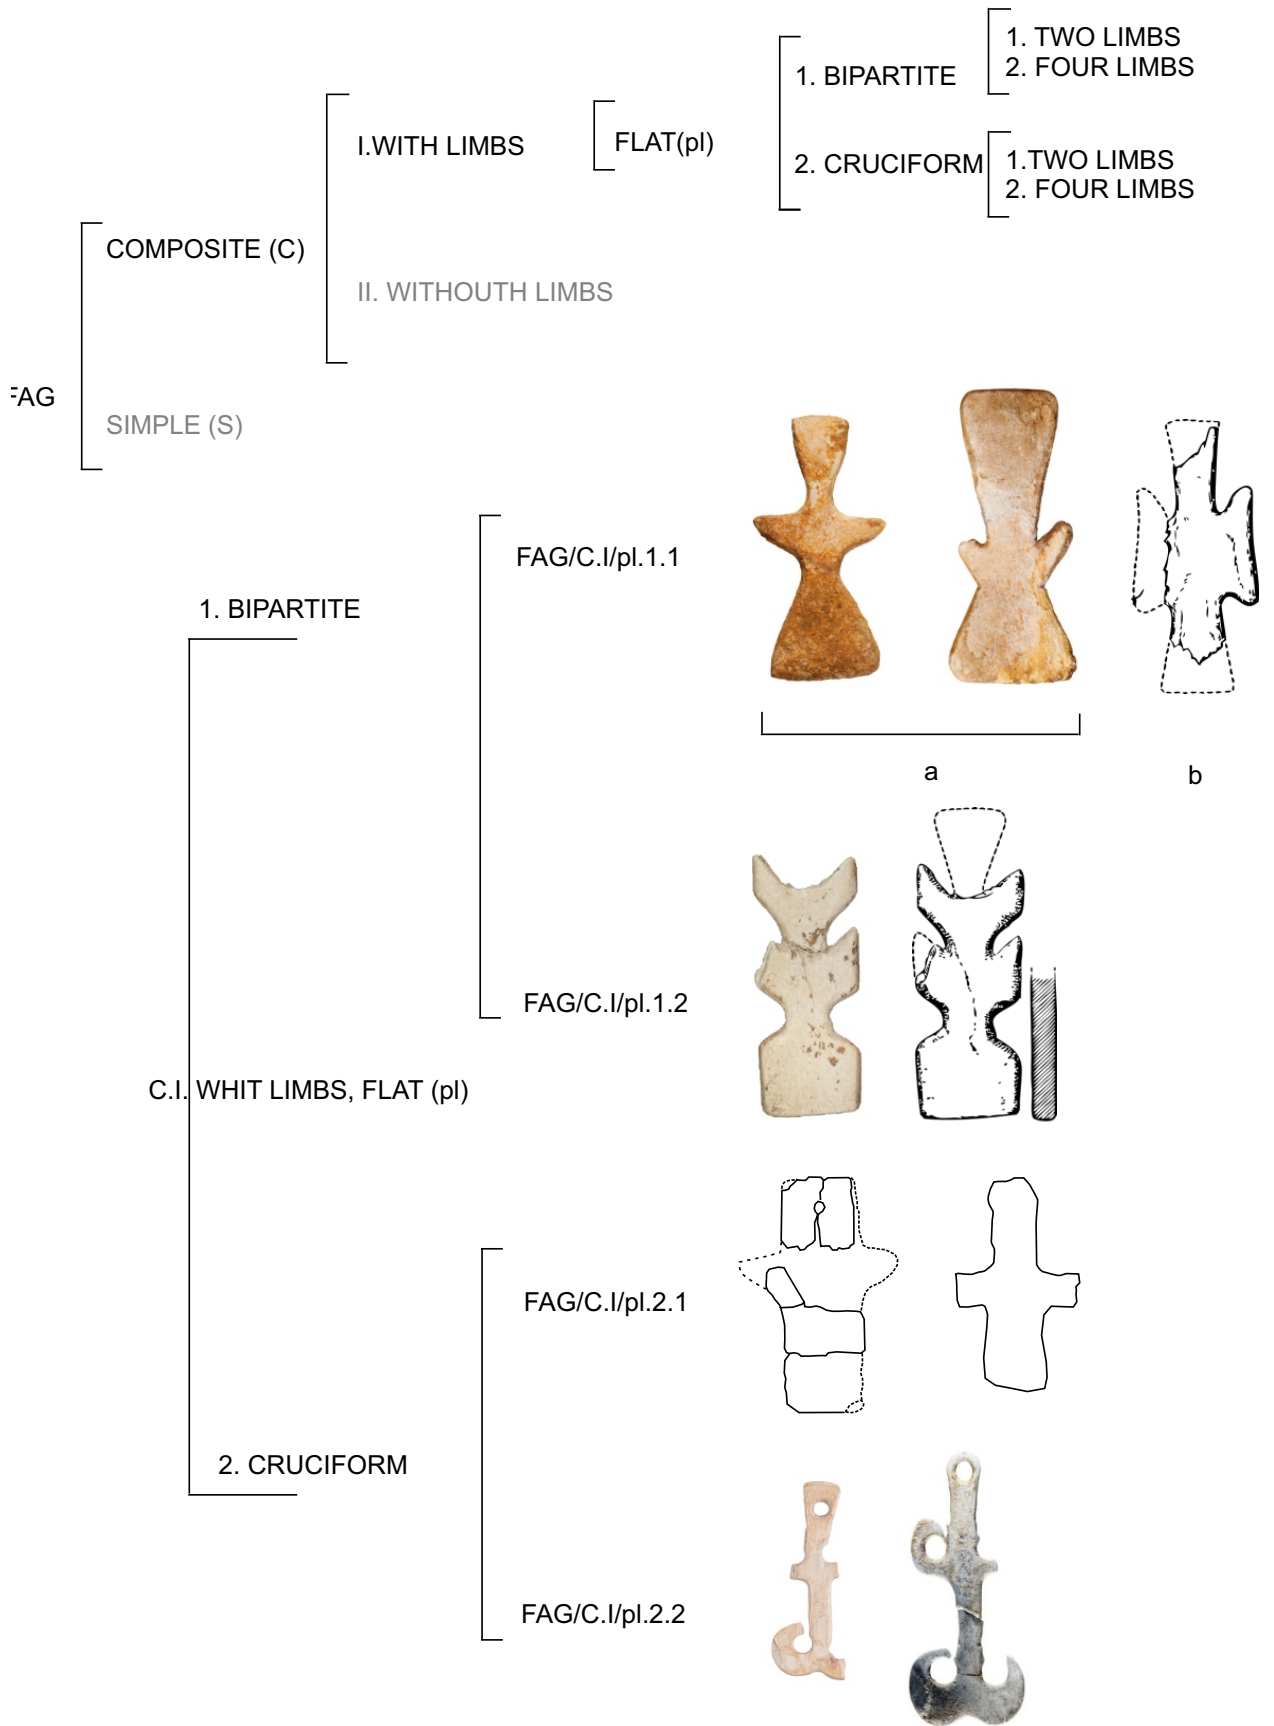 1. TWO LIMBS
2. FOUR LIMBS
1. BIPARTITE
I.WITH LIMBS
FLAT(pl)
2. CRUCIFORM
1.TWO LIMBS
2. FOUR LIMBS
COMPOSITE (C)
II. WITHOUTH LIMBS
FAG
SIMPLE (S)
FAG/C.I/pl.1.1
1. BIPARTITE
a
b
FAG/C.I/pl.1.2
C.I. WHIT LIMBS, FLAT (pl)
FAG/C.I/pl.2.1
2. CRUCIFORM
FAG/C.I/pl.2.2